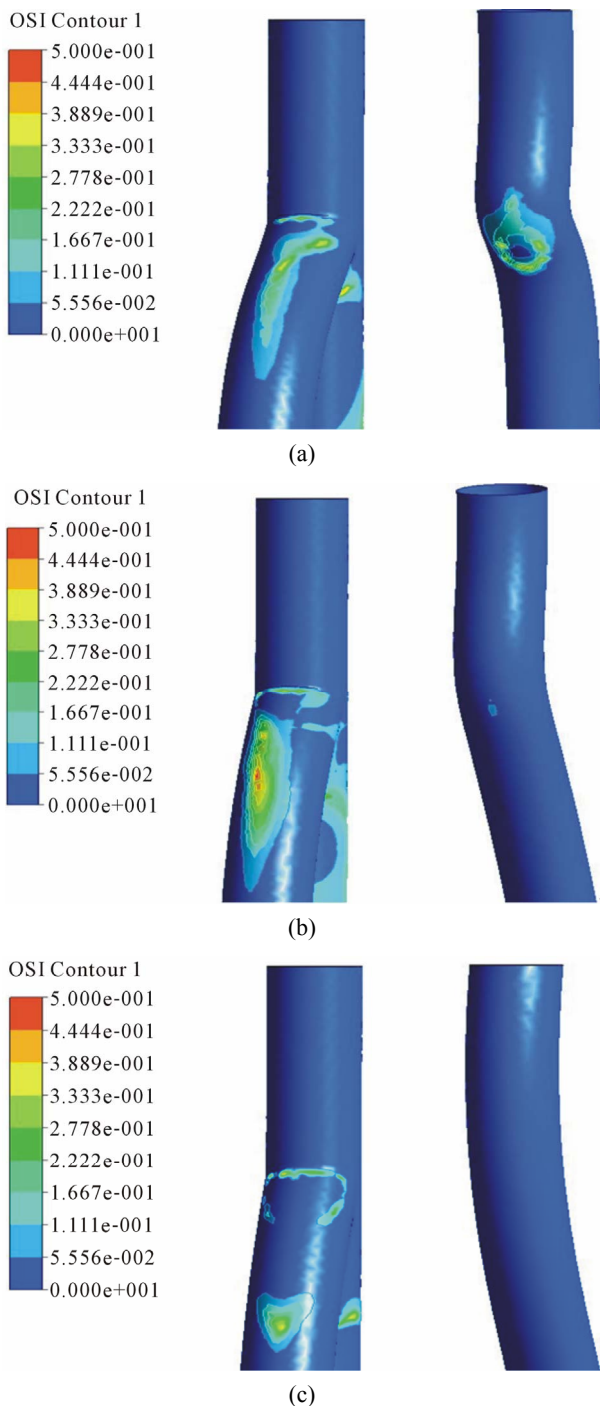 OSI Contour 1
5.000e-001
4.444e-001
3.889e-001
3.333e-001
2.778e-001
2.222e-001
1.667e-001
1.111e-001
5.556e-002
0.000e+001
(a)
OSI Contour 1
5.000e-001
4.444e-001
3.889e-001
3.333e-001
2.778e-001
2.222e-001
1.667e-001
1.111e-001
5.556e-002
0.000e+001
(b)
OSI Contour 1
5.000e-001
4.444e-001
3.889e-001
3.333e-001
2.778e-001
2.222e-001
1.667e-001
1.111e-001
5.556e-002
0.000e+001
(c)